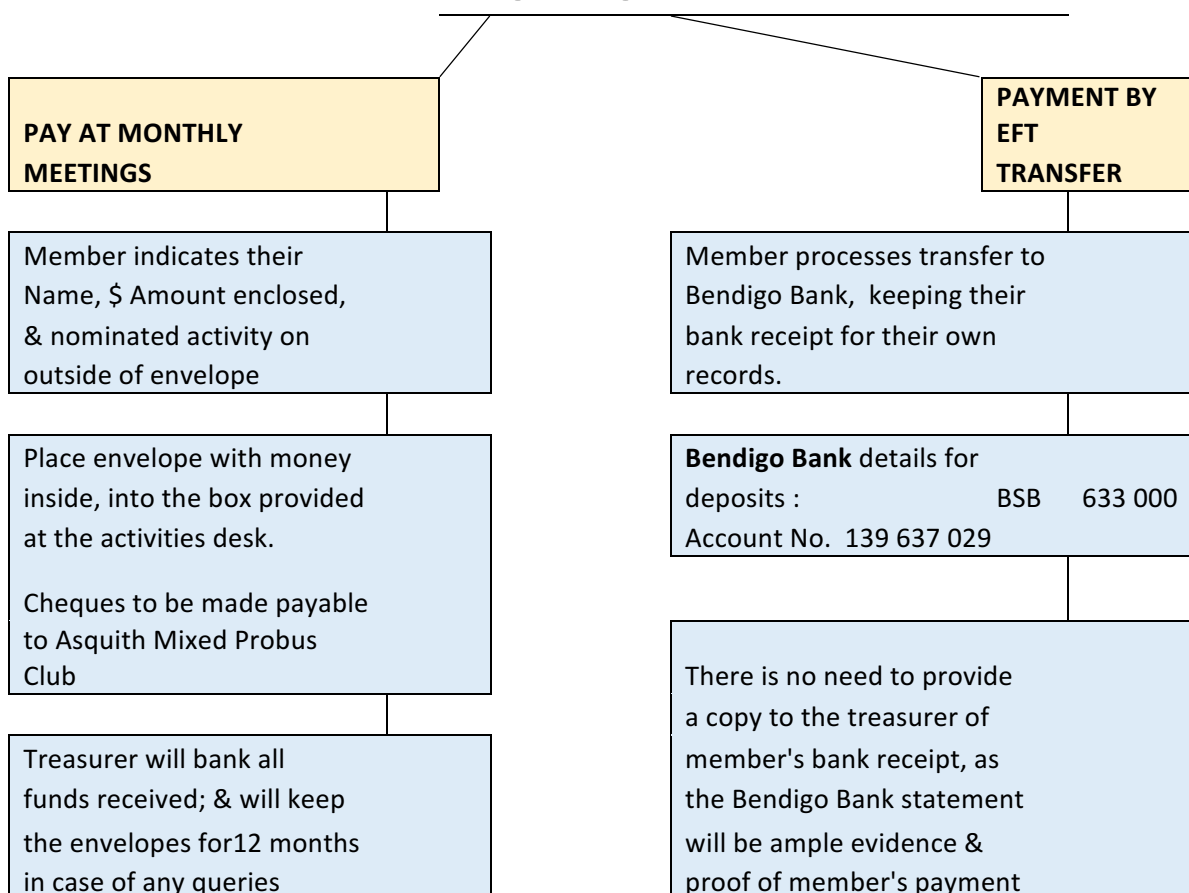 PAY AT MONTHLY
MEETINGS
Member indicates their
Name, $ Amount enclosed,
& nominated activity on
outside of envelope
Place envelope with money
inside, into the box provided
at the activities desk.
Cheques to be made payable
to Asquith Mixed Probus
Club
Treasurer will bank all
funds received; & will keep
the envelopes for12 months
in case of any queries
PAYMENT BY
EFT
TRANSFER
Member processes transfer to
Bendigo Bank, keeping their
bank receipt for their own
records.
Bendigo Bank details for
deposits : BSB 633 000
Account No. 139 637 029
There is no need to provide
a copy to the treasurer of
member's bank receipt, as
the Bendigo Bank statement
will be ample evidence &
proof of member's payment